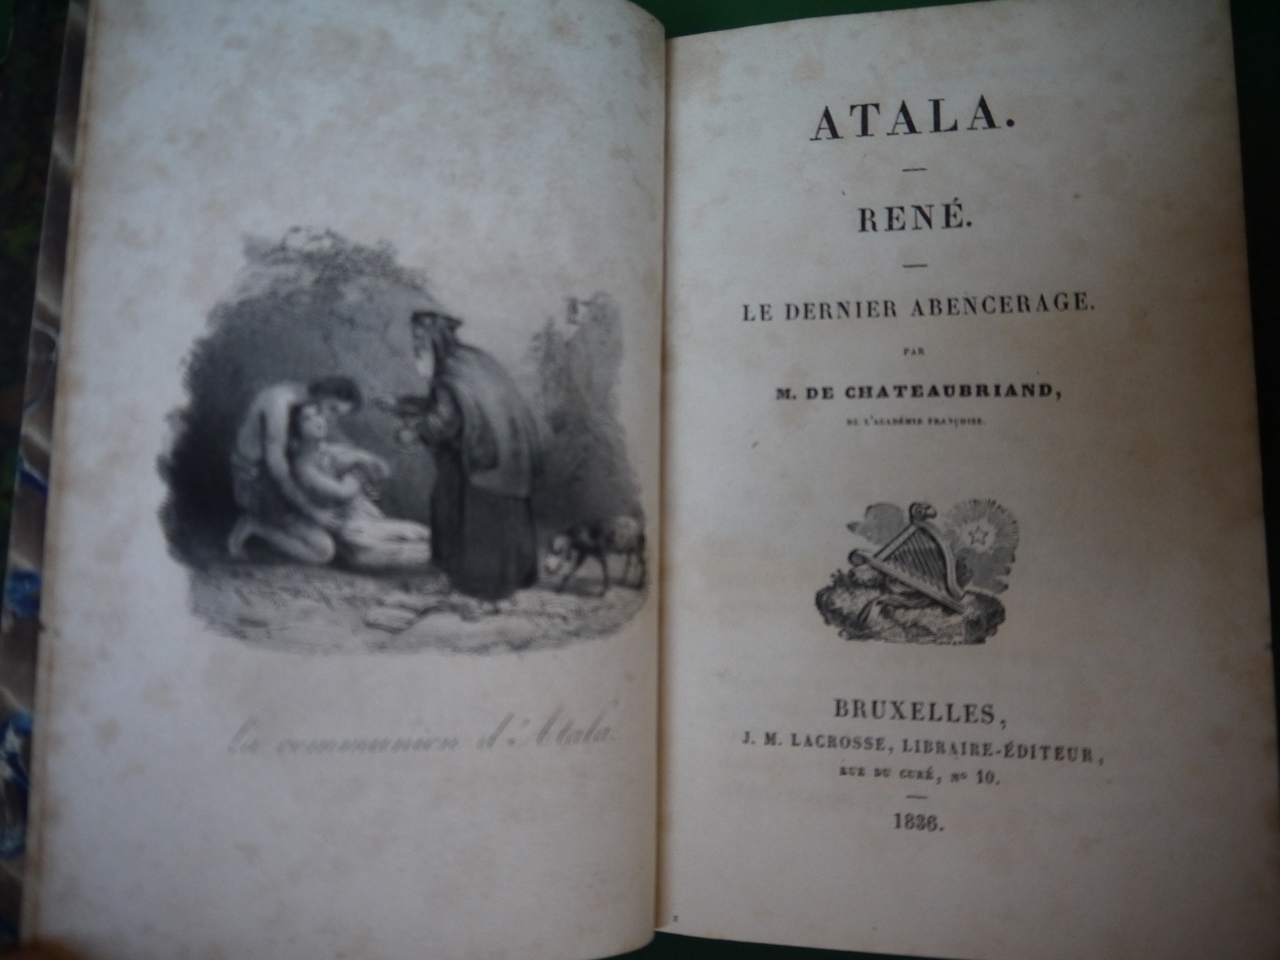 La communion d'Atala.
ATALA.
RENÉ.
LE DERNIER ABENCERAGE.
PAR
M. DE CHATEAUBRIAND,
DE L'ACADÉMIE FRANÇOISE.
BRUXELLES,
J. M. LACROSSE, LIBRAIRE-ÉDITEUR,
RUE DU CURÉ, No 10.
1836.